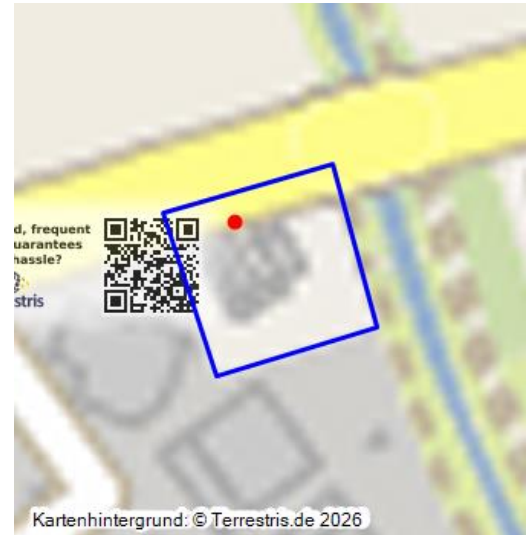 d, frequent
uarantees
hassle?
stris
Kartenhintergrund: © Terrestris.de 2026